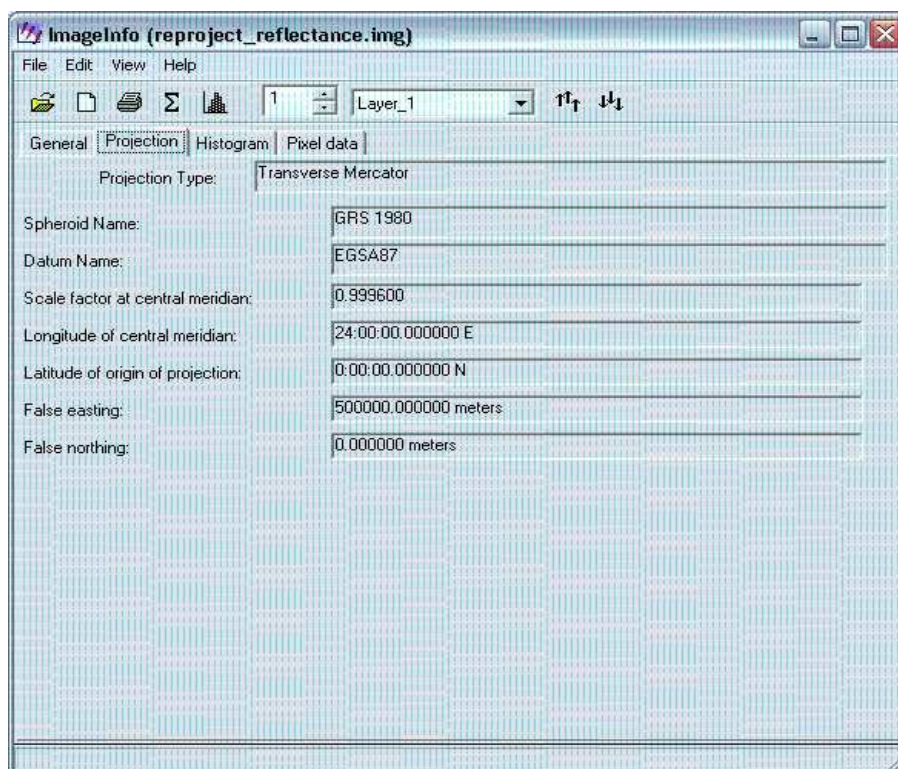 ImageInfo (reproject_reflectance.img)
File Edit View Help
Σ 1 Layer_1
General Projection Histogram Pixel data
Projection Type: Transverse Mercator
Spheroid Name: GRS 1980
Datum Name: EGSA87
Scale factor at central meridian: 0.999600
Longitude of central meridian: 24:00:00.000000 E
Latitude of origin of projection: 0:00:00.000000 N
False easting: 500000.000000 meters
False northing: 0.000000 meters